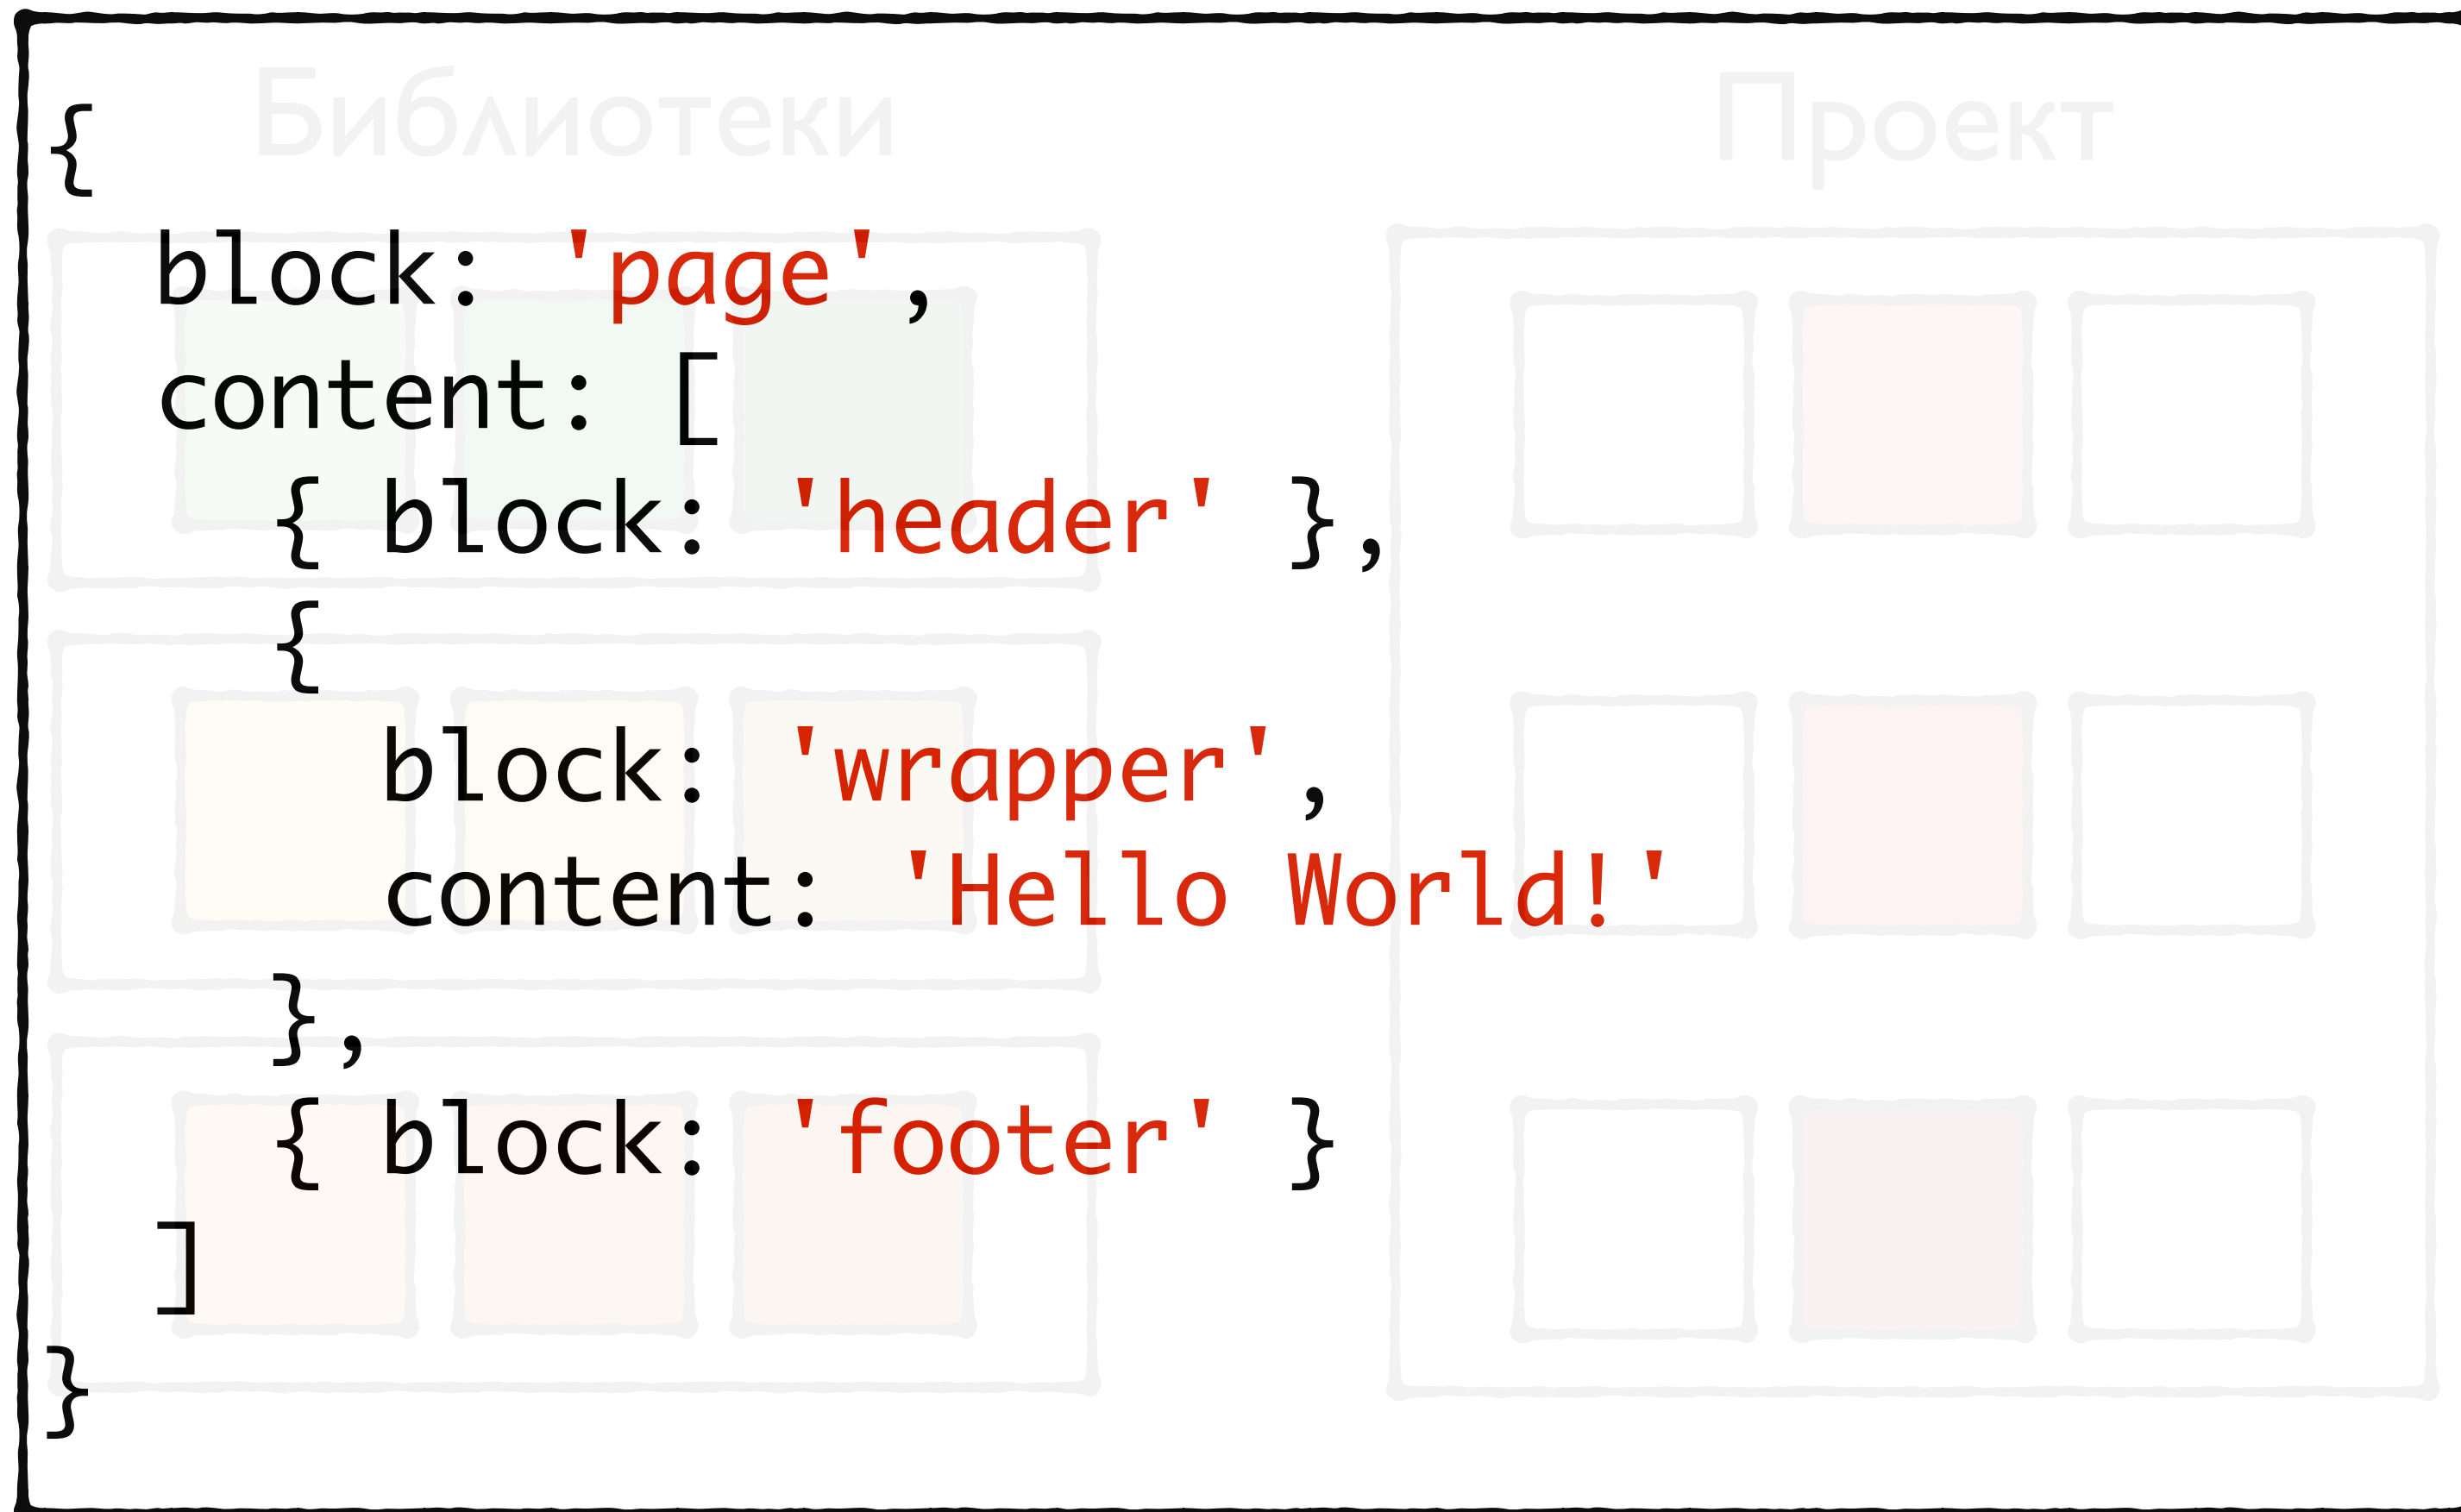 Библиотеки Проект
{
  block: 'page',
  content: [
    { block: 'header' },
    {
      block: 'wrapper',
      content: 'Hello World!'
    },
    { block: 'footer' }
  ]
}